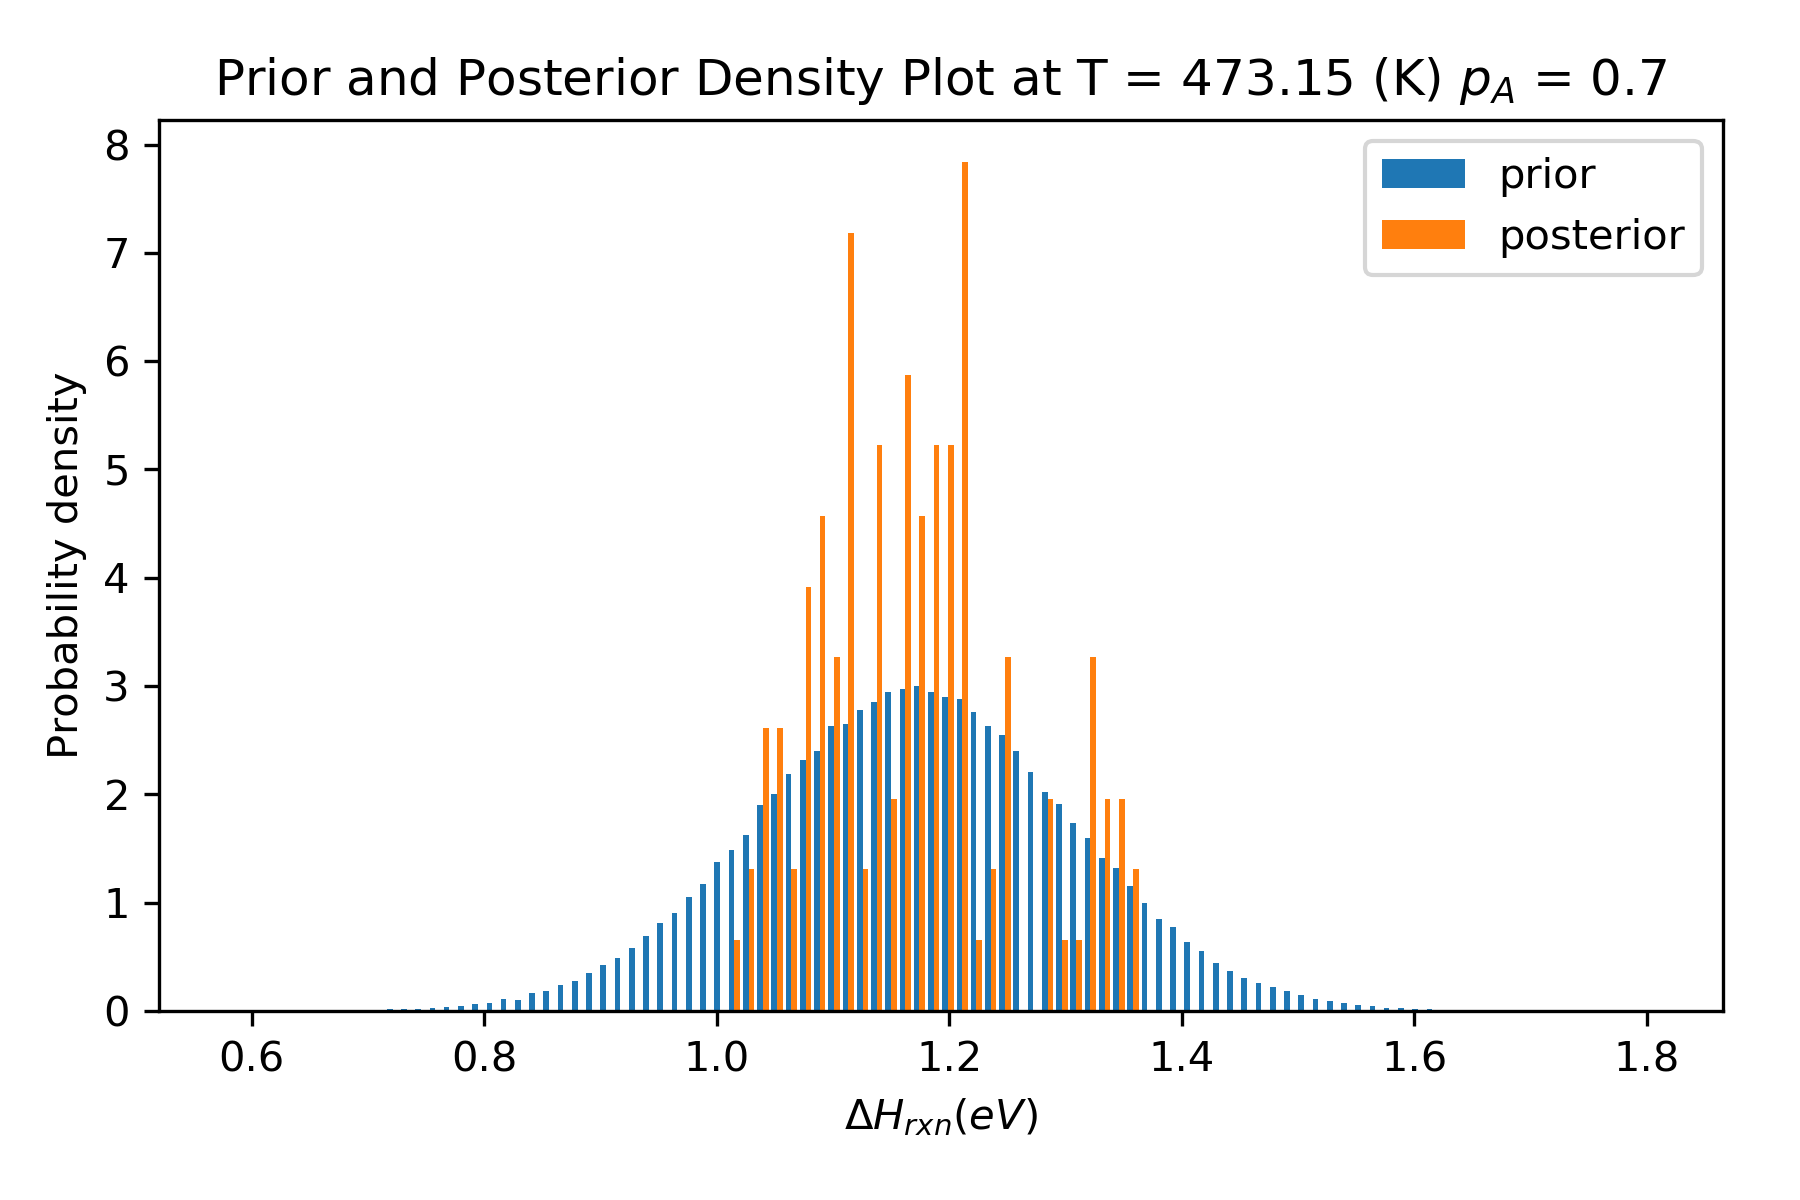 Prior and Posterior Density Plot at T = 473.15 (K) p_A = 0.7
prior
posterior
Probability density
8
7
6
5
4
3
2
1
0
0.6 0.8 1.0 1.2 1.4 1.6 1.8
ΔH_rxn(eV)